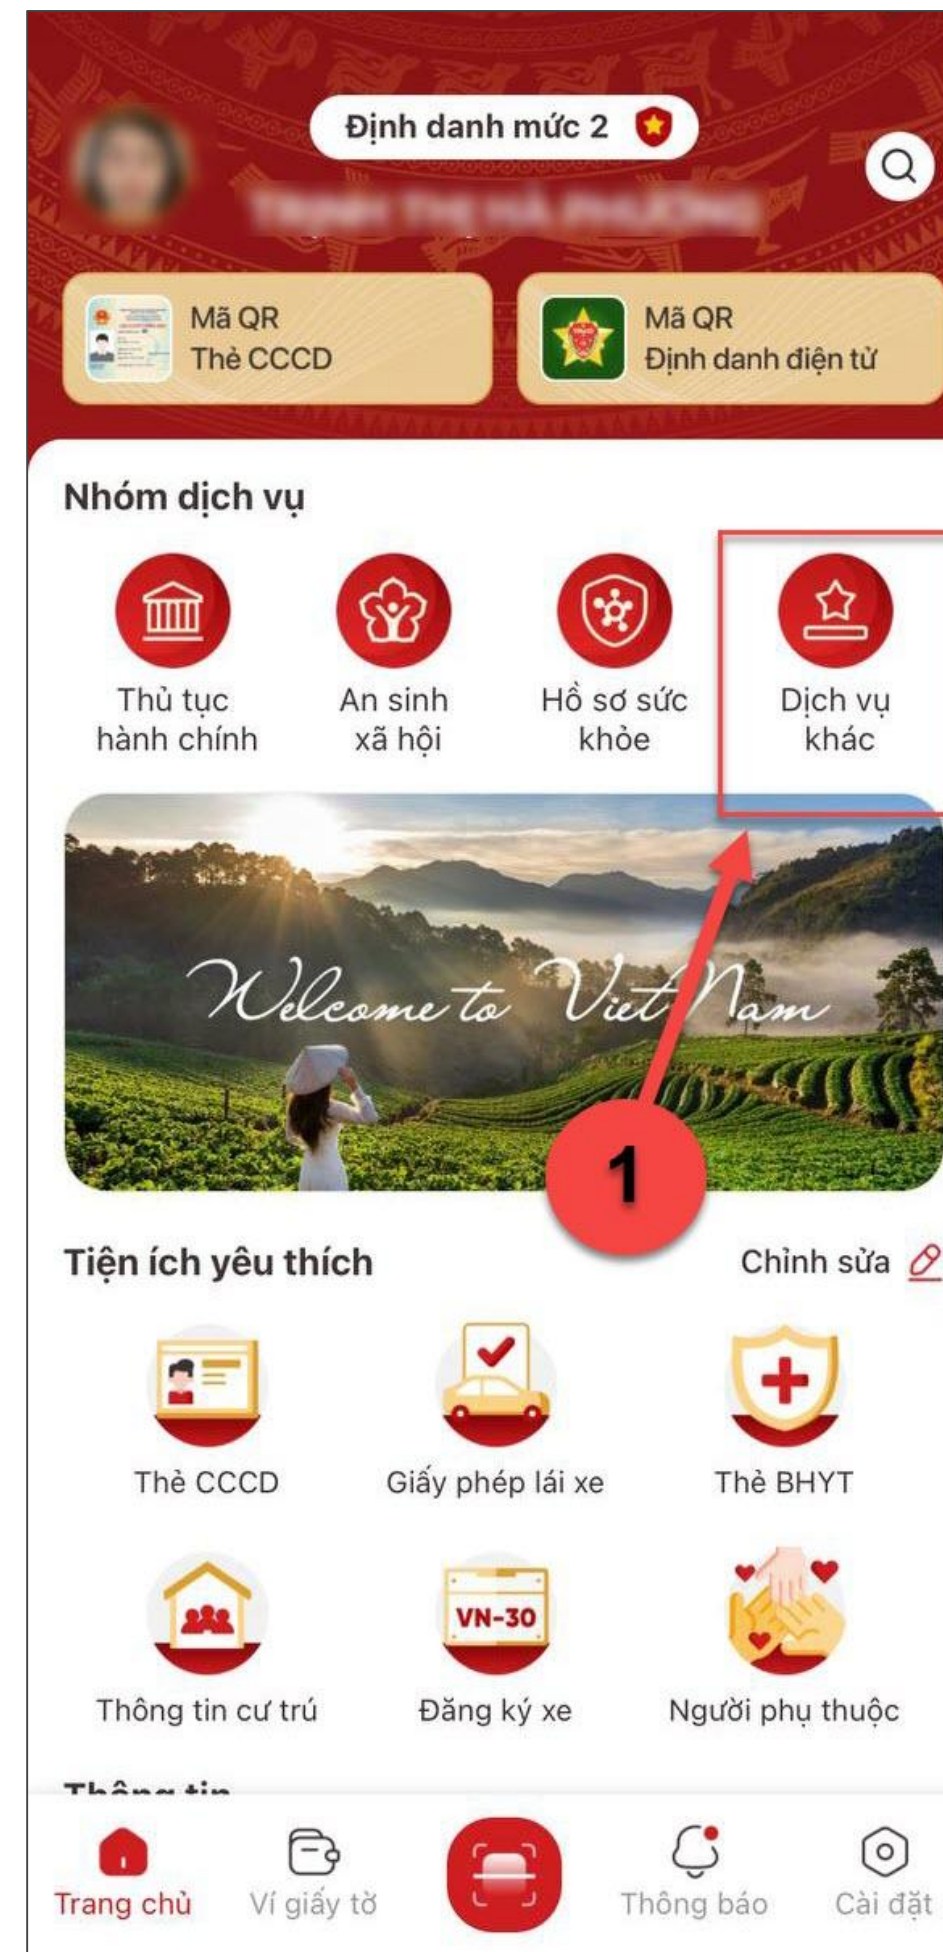 Định danh mức 2
Mã QR
Thẻ CCCD
Mã QR
Định danh điện tử
Nhóm dịch vụ
Thủ tục
hành chính
An sinh
xã hội
Hồ sơ sức
khỏe
Dịch vụ
khác
Welcome to Viet Nam
1
Tiện ích yêu thích
Chỉnh sửa
Thẻ CCCD
Giấy phép lái xe
Thẻ BHYT
VN-30
Thông tin cư trú
Đăng ký xe
Người phụ thuộc
Thông tin
Trang chủ
Ví giấy tờ
Thông báo
Cài đặt